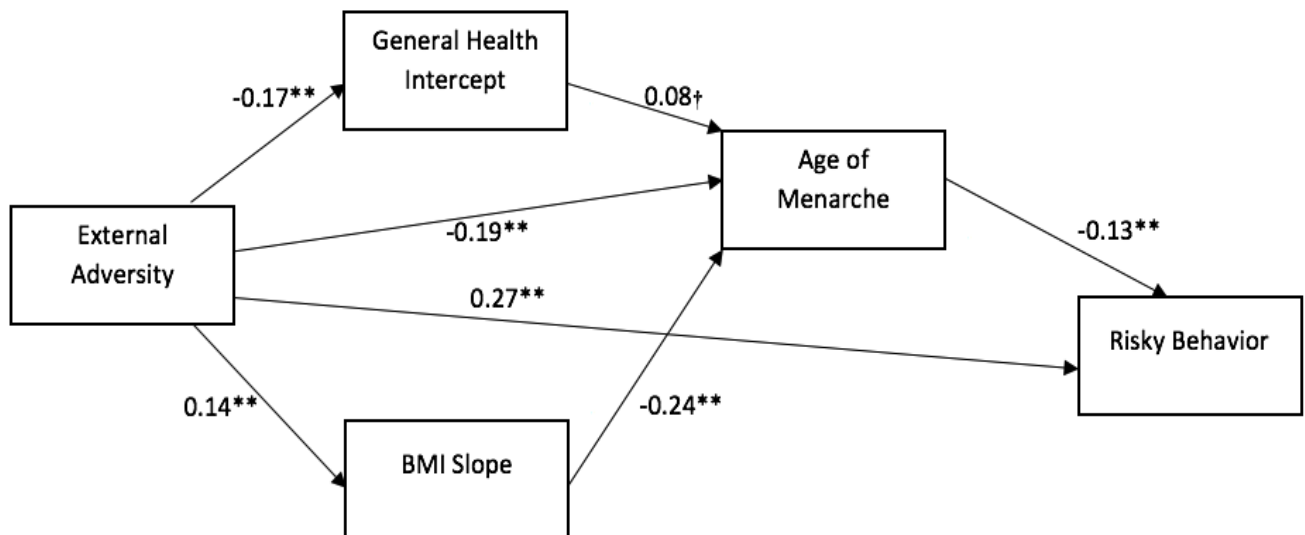 General Health
Intercept
-0.17**
0.08†
Age of
Menarche
External
Adversity
-0.19**
-0.13**
0.27**
Risky Behavior
0.14**
-0.24**
BMI Slope